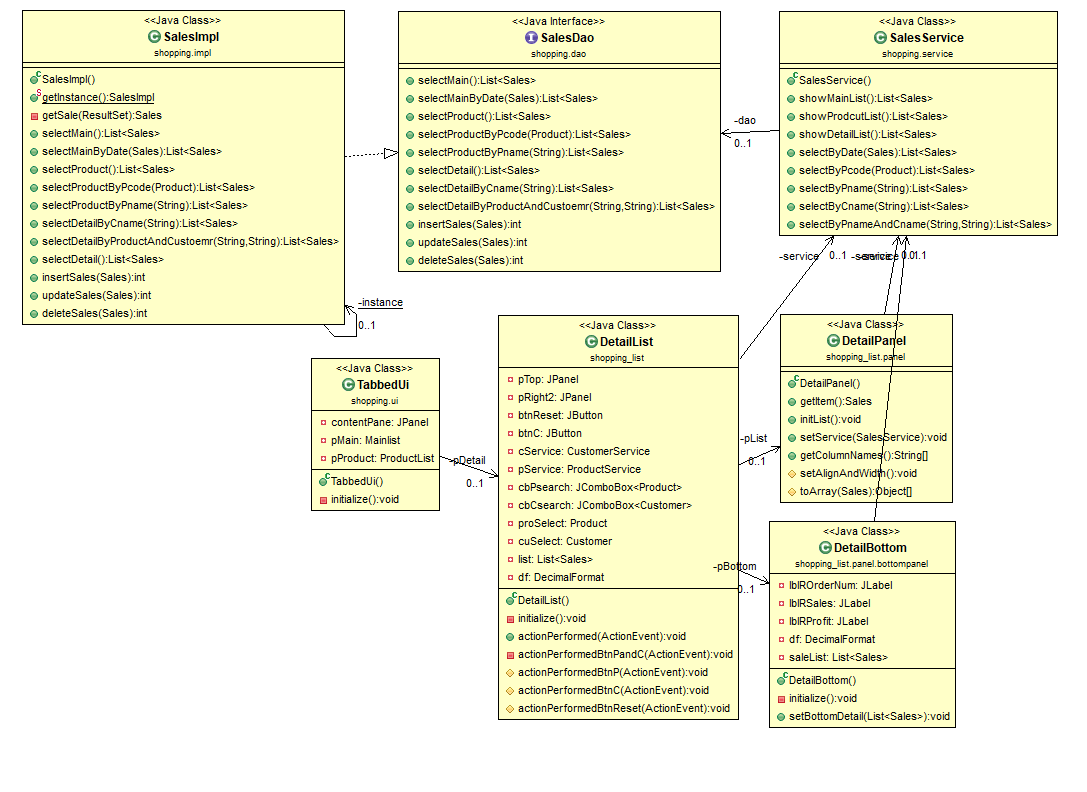 <<Java Class>>
SalesImpl
shopping.impl
SalesImpl()
getInstance():SalesImpl
getSale(ResultSet):Sales
selectMain():List<Sales>
selectMainByDate(Sales):List<Sales>
selectProduct():List<Sales>
selectProductByPcode(Product):List<Sales>
selectProductByPname(String):List<Sales>
selectDetailByCname(String):List<Sales>
selectDetailByProductAndCustoemr(String,String):List<Sales>
selectDetail():List<Sales>
insertSales(Sales):int
updateSales(Sales):int
deleteSales(Sales):int
-instance
0..1
<<Java Interface>>
SalesDao
shopping.dao
selectMain():List<Sales>
selectMainByDate(Sales):List<Sales>
selectProduct():List<Sales>
selectProductByPcode(Product):List<Sales>
selectProductByPname(String):List<Sales>
selectDetail():List<Sales>
selectDetailByCname(String):List<Sales>
selectDetailByProductAndCustoemr(String,String):List<Sales>
insertSales(Sales):int
updateSales(Sales):int
deleteSales(Sales):int
-dao
0..1
<<Java Class>>
SalesService
shopping.service
SalesService()
showMainList():List<Sales>
showProdcutList():List<Sales>
showDetailList():List<Sales>
selectByDate(Sales):List<Sales>
selectByPcode(Product):List<Sales>
selectByPname(String):List<Sales>
selectByCname(String):List<Sales>
selectByPnameAndCname(String,String):List<Sales>
-service
0..1
-service
0..1
<<Java Class>>
TabbedUi
shopping.ui
contentPane: JPanel
pMain: Mainlist
pProduct: ProductList
TabbedUi()
initialize():void
-pDetail
0..1
<<Java Class>>
DetailList
shopping_list
pTop: JPanel
pRight2: JPanel
btnReset: JButton
btnC: JButton
cService: CustomerService
pService: ProductService
cbPsearch: JComboBox<Product>
cbCsearch: JComboBox<Customer>
proSelect: Product
cuSelect: Customer
list: List<Sales>
df: DecimalFormat
DetailList()
initialize():void
actionPerformed(ActionEvent):void
actionPerformedBtnPandC(ActionEvent):void
actionPerformedBtnP(ActionEvent):void
actionPerformedBtnC(ActionEvent):void
actionPerformedBtnReset(ActionEvent):void
-pList
0..1
-pBottom
0..1
<<Java Class>>
DetailPanel
shopping_list.panel
DetailPanel()
getItem():Sales
initList():void
setService(SalesService):void
getColumnNames():String[]
setAlignAndWidth():void
toArray(Sales):Object[]
<<Java Class>>
DetailBottom
shopping_list.panel.bottompanel
lblROrderNum: JLabel
lblRSales: JLabel
lblRProfit: JLabel
df: DecimalFormat
saleList: List<Sales>
DetailBottom()
initialize():void
setBottomDetail(List<Sales>):void